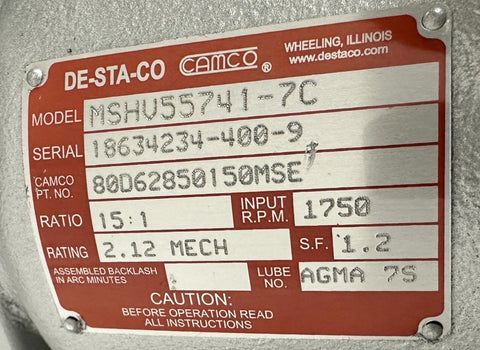 DE-STA-CO CAMCO ® WHEELING, ILLINOIS
www.destaco.com
MODEL MSHV55741-7C
SERIAL 18634234-400-9
CAMCO PT. NO. 80D62850150MSE
RATIO 15:1 INPUT R.P.M. 1750
RATING 2.12 MECH S.F. 1.2
ASSEMBLED BACKLASH IN ARC MINUTES LUBE NO. AGMA 7S
CAUTION:
BEFORE OPERATION READ
ALL INSTRUCTIONS